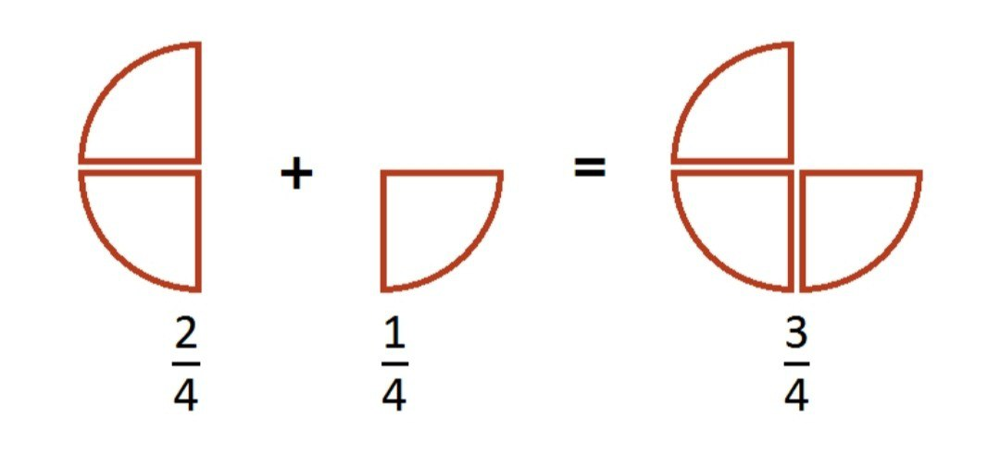 + =
2/4 1/4 3/4